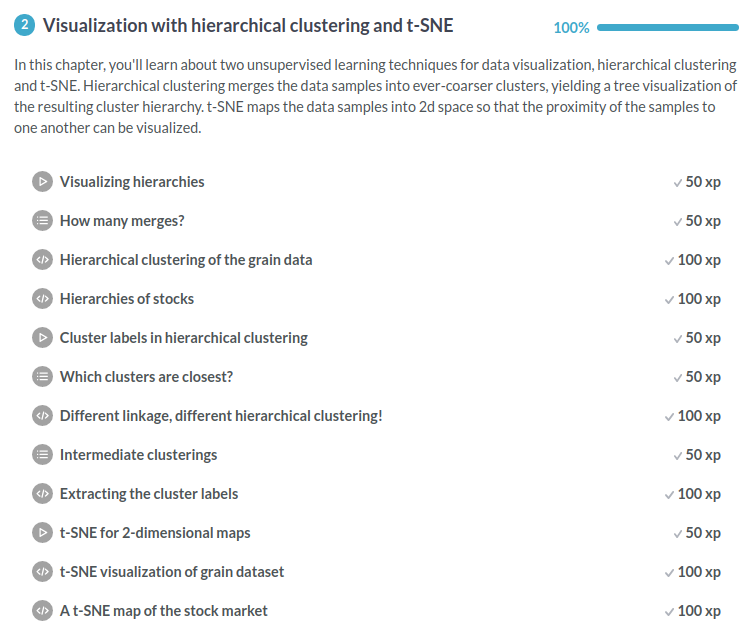 2 Visualization with hierarchical clustering and t-SNE 100%
In this chapter, you'll learn about two unsupervised learning techniques for data visualization, hierarchical clustering
and t-SNE. Hierarchical clustering merges the data samples into ever-coarser clusters, yielding a tree visualization of
the resulting cluster hierarchy. t-SNE maps the data samples into 2d space so that the proximity of the samples to
one another can be visualized.
Visualizing hierarchies 50 xp
How many merges? 50 xp
Hierarchical clustering of the grain data 100 xp
Hierarchies of stocks 100 xp
Cluster labels in hierarchical clustering 50 xp
Which clusters are closest? 50 xp
Different linkage, different hierarchical clustering! 100 xp
Intermediate clusterings 50 xp
Extracting the cluster labels 100 xp
t-SNE for 2-dimensional maps 50 xp
t-SNE visualization of grain dataset 100 xp
A t-SNE map of the stock market 100 xp